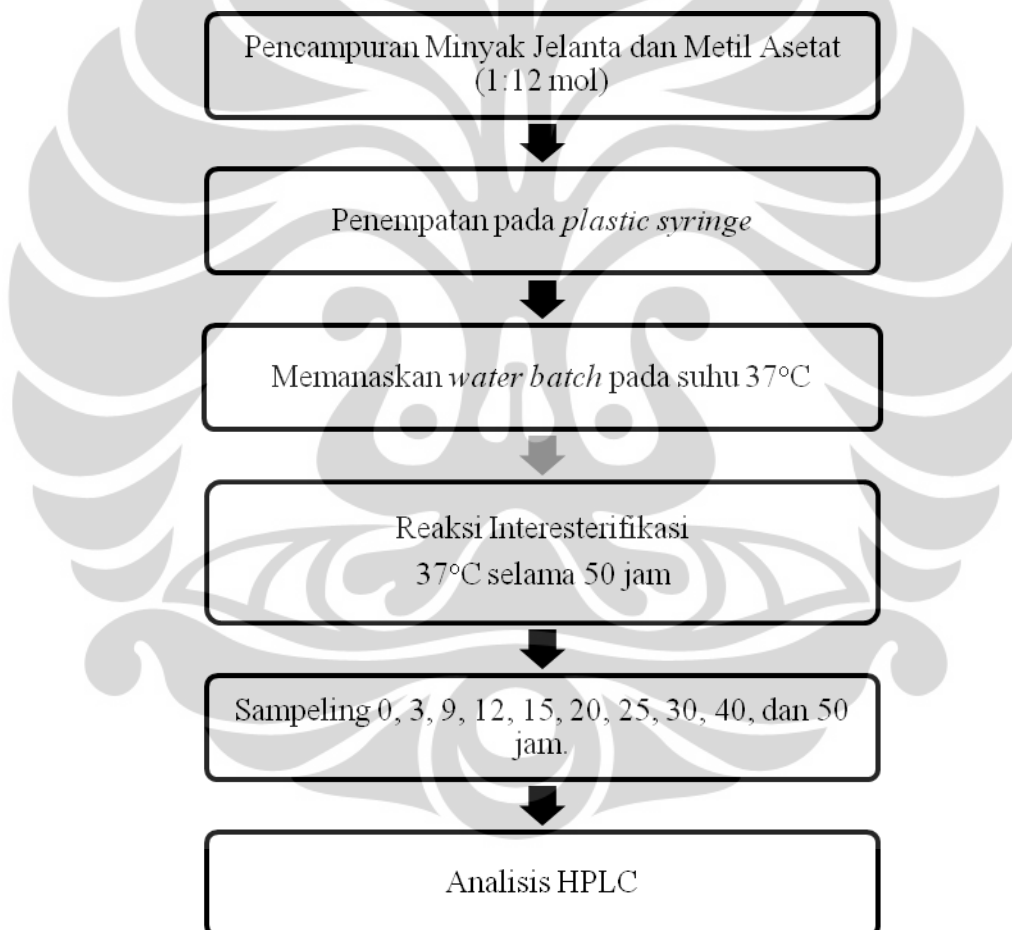 Pencampuran Minyak Jelanta dan Metil Asetat
(1:12 mol)
Penempatan pada plastic syringe
Memanaskan water batch pada suhu 37°C
Reaksi Interesterifikasi
37°C selama 50 jam
Sampeling 0, 3, 9, 12, 15, 20, 25, 30, 40, dan 50
jam.
Analisis HPLC